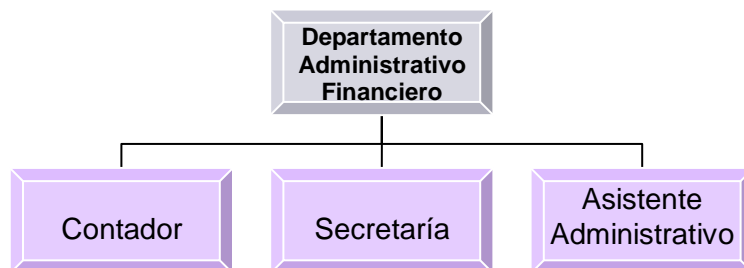 Departamento
Administrativo
Financiero
Contador
Secretaría
Asistente
Administrativo